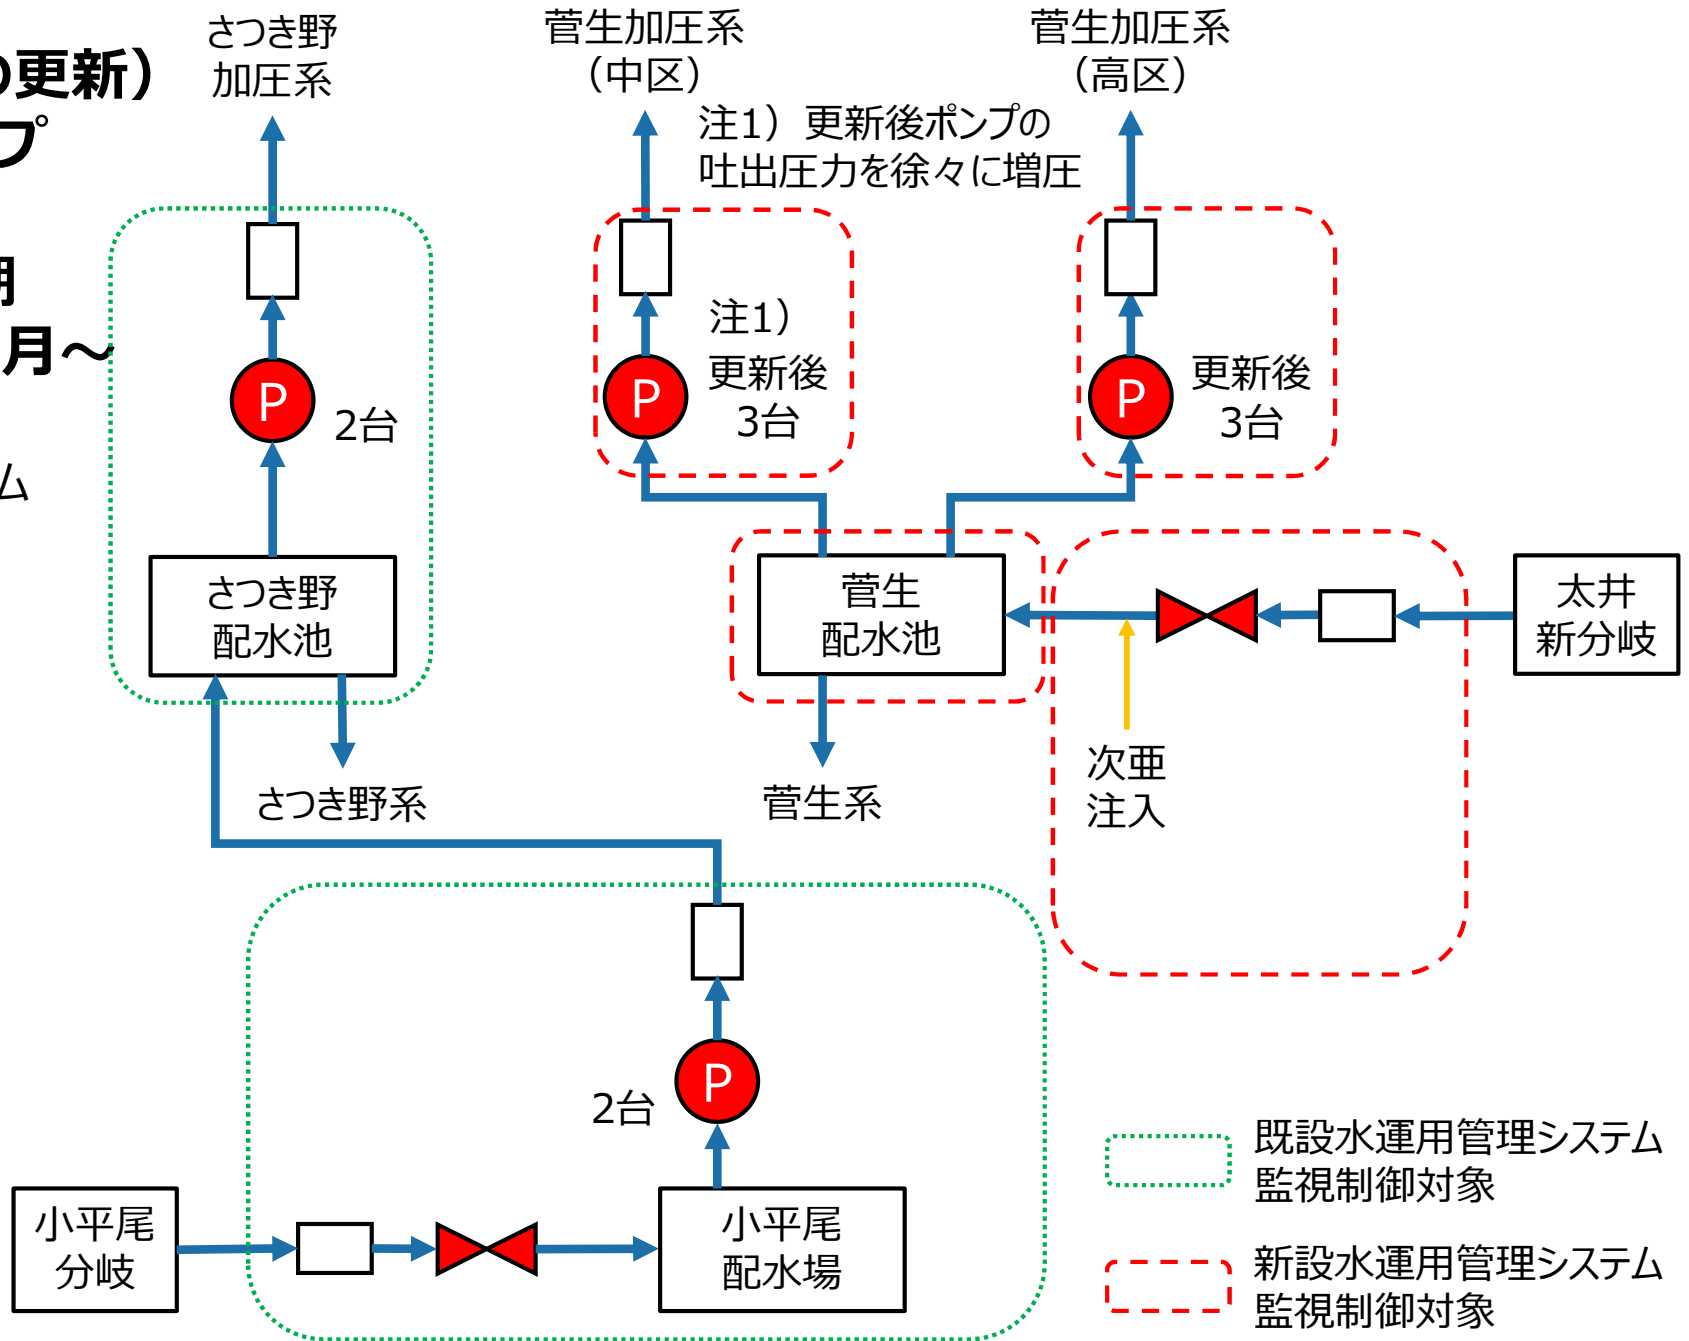 の更新）
プ
期
月～
ム
さつき野
加圧系
菅生加圧系
（中区）
菅生加圧系
（高区）
注1）更新後ポンプの
吐出圧力を徐々に増圧
P
2台
注1）
P
更新後
3台
P
更新後
3台
さつき野
配水池
菅生
配水池
太井
新分岐
さつき野系
菅生系
次亜
注入
P
2台
小平尾
分岐
小平尾
配水場
既設水運用管理システム
監視制御対象
新設水運用管理システム
監視制御対象